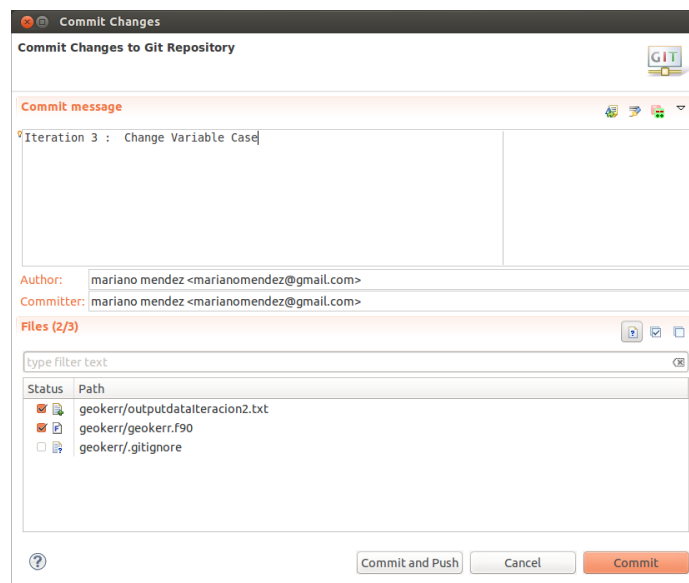 Commit Changes
Commit Changes to Git Repository
GIT
Commit message
Iteration 3 :  Change Variable Case
Author: mariano mendez <marianomendez@gmail.com>
Committer: mariano mendez <marianomendez@gmail.com>
Files (2/3)
type filter text
Status Path
geokerr/outputdataIteracion2.txt
F geokerr/geokerr.f90
? geokerr/.gitignore
? Commit and Push Cancel Commit